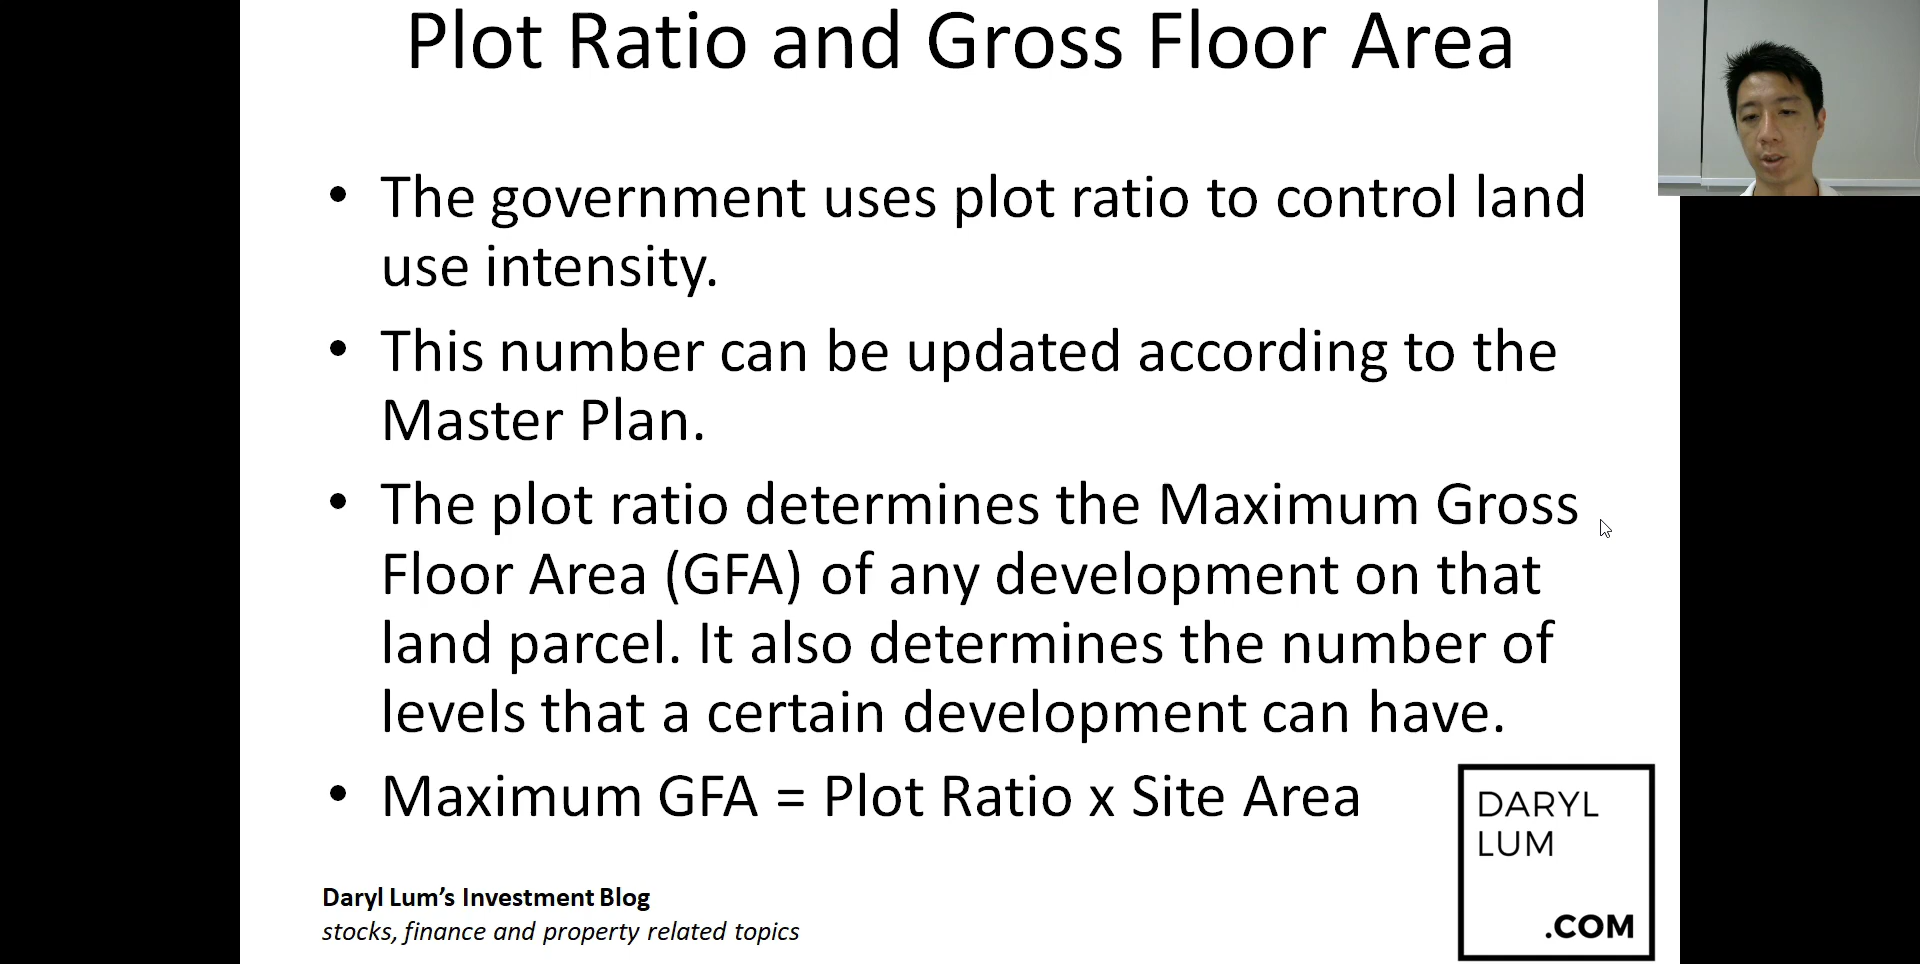 Plot Ratio and Gross Floor Area
• The government uses plot ratio to control land
use intensity.
• This number can be updated according to the
Master Plan.
• The plot ratio determines the Maximum Gross
Floor Area (GFA) of any development on that
land parcel. It also determines the number of
levels that a certain development can have.
• Maximum GFA = Plot Ratio x Site Area
DARYL
LUM
.COM
Daryl Lum’s Investment Blog
stocks, finance and property related topics